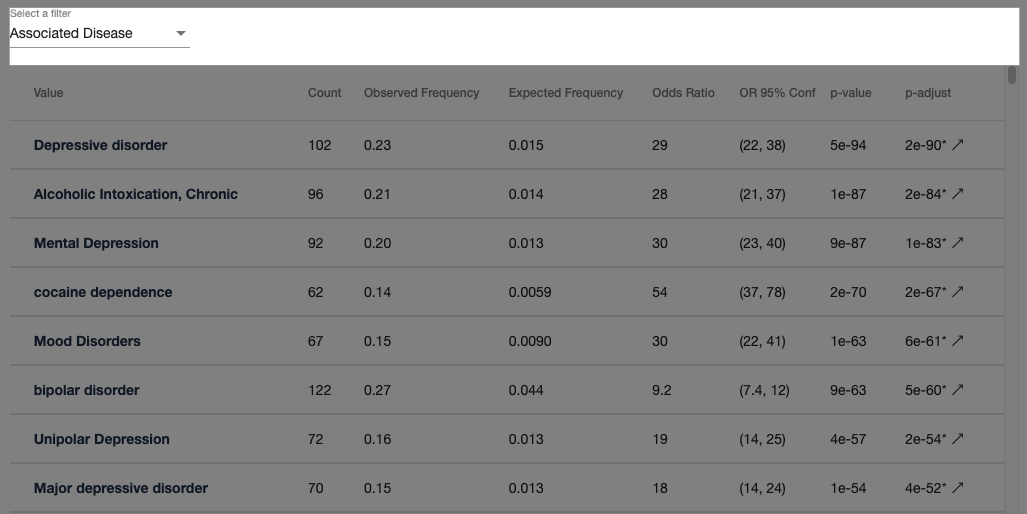 Select a filter
Associated Disease
Value Count Observed Frequency Expected Frequency Odds Ratio OR 95% Conf p-value p-adjust
Depressive disorder 102 0.23 0.015 29 (22, 38) 5e-94 2e-90* ↗
Alcoholic Intoxication, Chronic 96 0.21 0.014 28 (21, 37) 1e-87 2e-84* ↗
Mental Depression 92 0.20 0.013 30 (23, 40) 9e-87 1e-83* ↗
cocaine dependence 62 0.14 0.0059 54 (37, 78) 2e-70 2e-67* ↗
Mood Disorders 67 0.15 0.0090 30 (22, 41) 1e-63 6e-61* ↗
bipolar disorder 122 0.27 0.044 9.2 (7.4, 12) 9e-63 5e-60* ↗
Unipolar Depression 72 0.16 0.013 19 (14, 25) 4e-57 2e-54* ↗
Major depressive disorder 70 0.15 0.013 18 (14, 24) 1e-54 4e-52* ↗